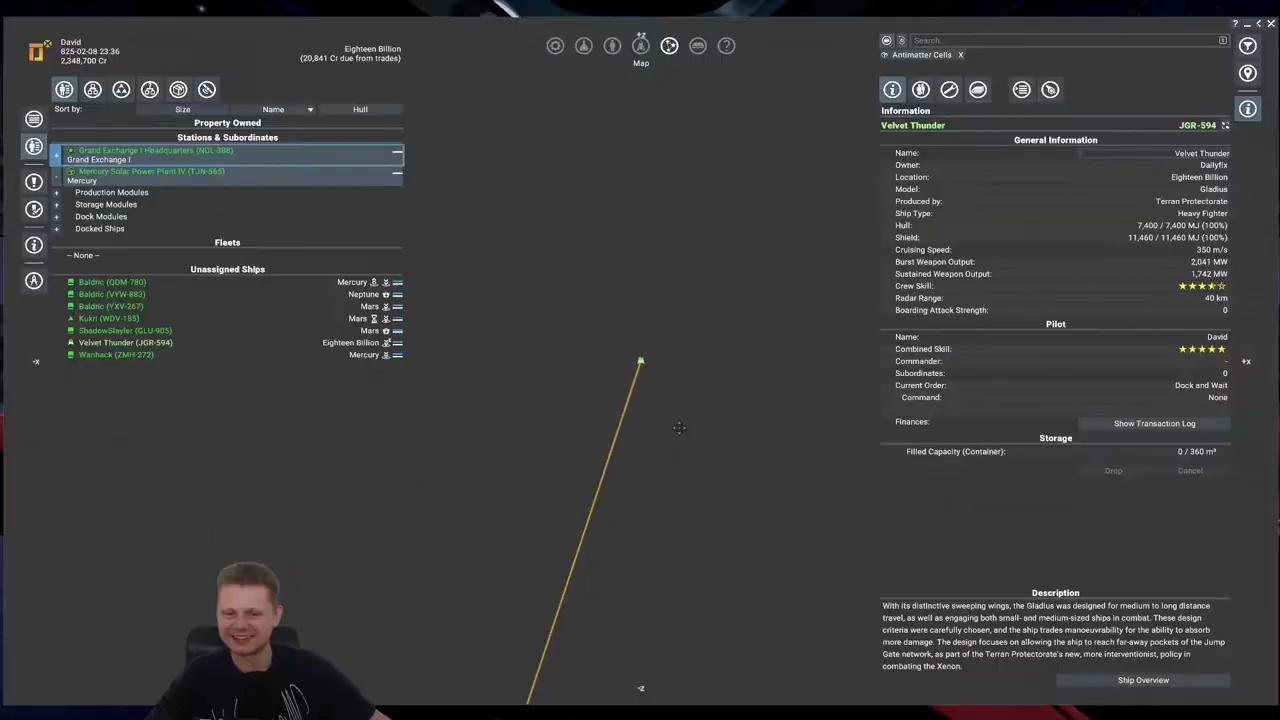 David
825-02-08 23:36
2,348,700 Cr
Eighteen Billion
(20,841 Cr due from trades)
Map
Search...
Antimatter Cells X
Sort by: Size Name Hull
Property Owned
Stations & Subordinates
Grand Exchange I Headquarters (NDL-388)
Grand Exchange I
Mercury Solar Power Plant IV (TJN-565)
Mercury
Production Modules
Storage Modules
Dock Modules
Docked Ships
Fleets
-- None --
Unassigned Ships
Baldric (QDM-780) Mercury
Baldric (VYW-883) Neptune
Baldric (YXV-267) Mars
Kukri (WDV-185) Mars
ShadowSlayler (GLU-905) Mars
Velvet Thunder (JGR-594) Eighteen Billion
Wanhack (ZMH-272) Mercury
-X
+X
-Z
Information
Velvet Thunder JGR-594
General Information
Name: Velvet Thunder
Owner: Dailyfix
Location: Eighteen Billion
Model: Gladius
Produced by: Terran Protectorate
Ship Type: Heavy Fighter
Hull: 7,400 / 7,400 MJ (100%)
Shield: 11,460 / 11,460 MJ (100%)
Cruising Speed: 350 m/s
Burst Weapon Output: 2,041 MW
Sustained Weapon Output: 1,742 MW
Crew Skill:
Radar Range: 40 km
Boarding Attack Strength: 0
Pilot
Name: David
Combined Skill:
Commander: -
Subordinates: 0
Current Order: Dock and Wait
Command: None
Finances: Show Transaction Log
Storage
Filled Capacity (Container): 0 / 360 m³
Drop Cancel
Description
With its distinctive sweeping wings, the Gladius was designed for medium to long distance
travel, as well as engaging both small- and medium-sized ships in combat. These design
criteria were carefully chosen, and the ship trades manoeuvrability for the ability to absorb
more damage. The design focuses on allowing the ship to reach far-away pockets of the Jump
Gate network, as part of the Terran Protectorate's new, more interventionist, policy in
combating the Xenon.
Ship Overview